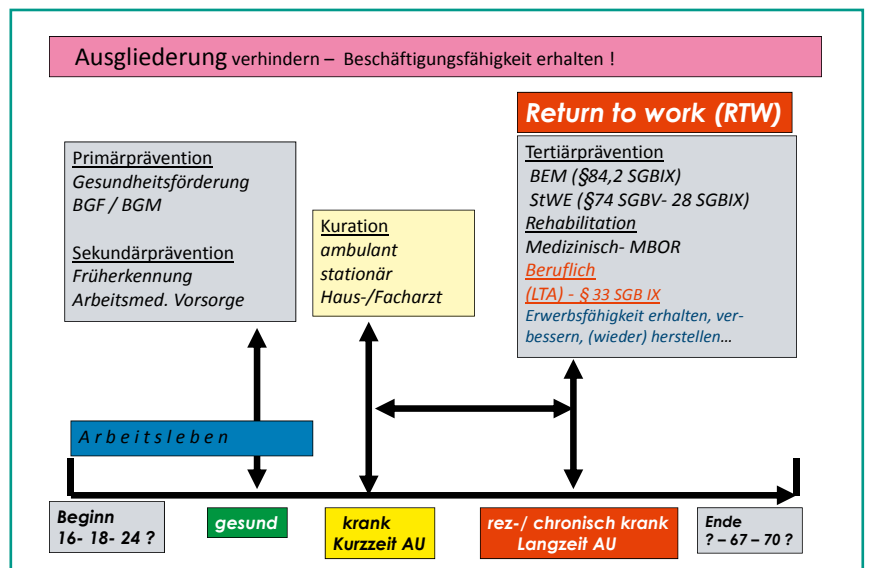 Ausgliederung verhindern – Beschäftigungsfähigkeit erhalten !
Return to work (RTW)
Primärprävention
Gesundheitsförderung
BGF / BGM
Sekundärprävention
Früherkennung
Arbeitsmed. Vorsorge
Kuration
ambulant
stationär
Haus-/Facharzt
Tertiärprävention
BEM (§84,2 SGBIX)
StWE (§74 SGBV- 28 SGBIX)
Rehabilitation
Medizinisch- MBOR
Beruflich
(LTA) - § 33 SGB IX
Erwerbsfähigkeit erhalten, ver-
bessern, (wieder) herstellen...
Arbeitsleben
Beginn
16- 18- 24 ?
gesund
krank
Kurzzeit AU
rez-/ chronisch krank
Langzeit AU
Ende
? – 67 – 70 ?